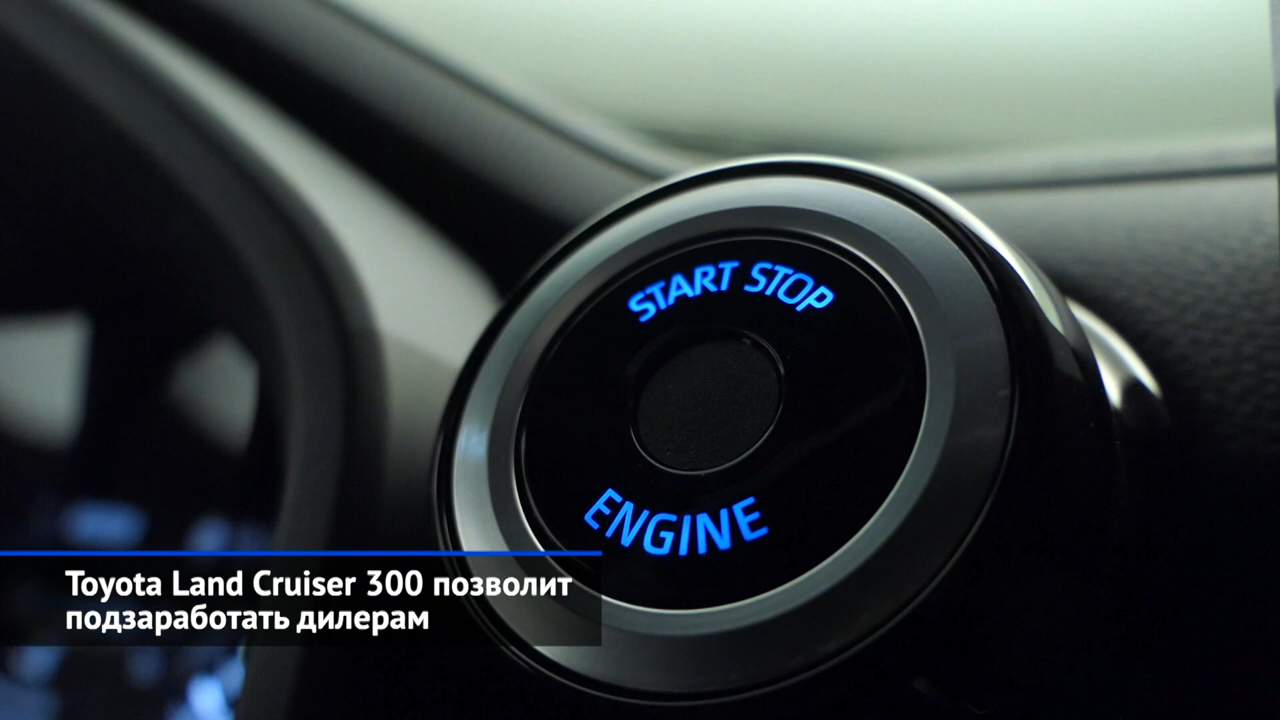 START STOP
ENGINE
Toyota Land Cruiser 300 позволит
подзаработать дилерам